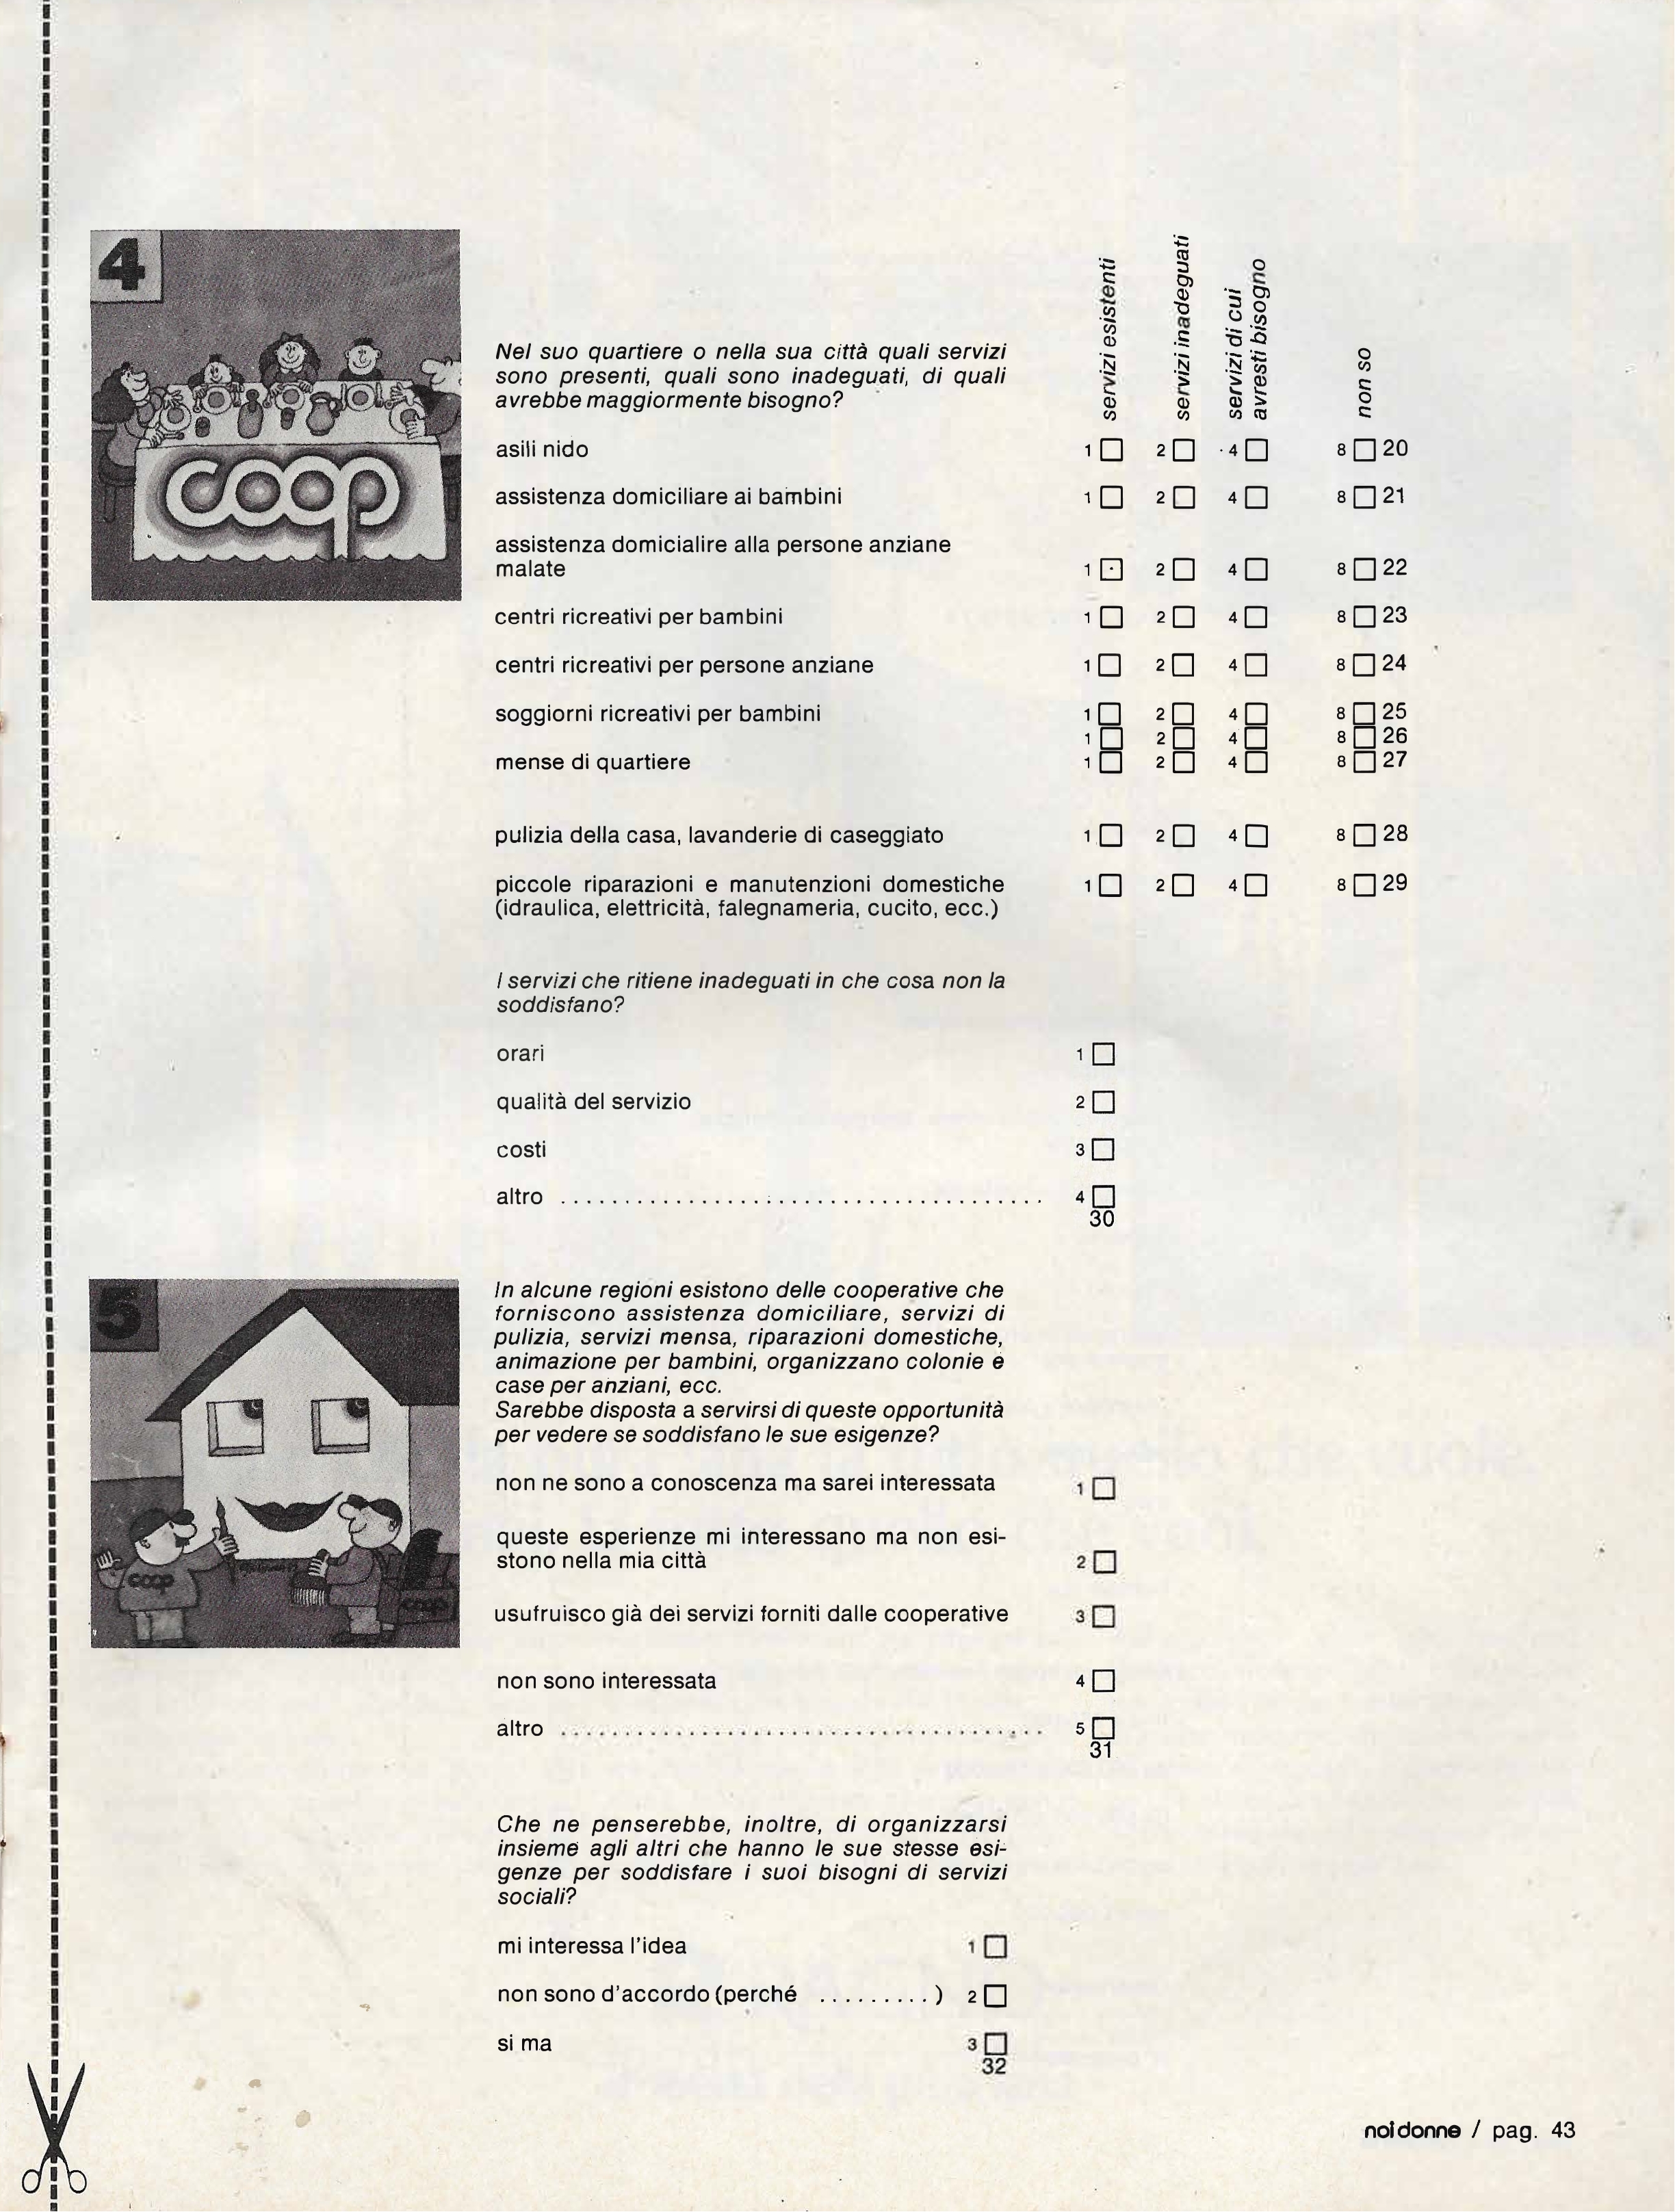 4
coop
servizi esistenti
servizi inadeguati
servizi di cui
avresti bisogno
non so
Nel suo quartiere o nella sua città quali servizi
sono presenti, quali sono inadeguati, di quali
avrebbe maggiormente bisogno?
asili nido 1 2 4 8 20
assistenza domiciliare ai bambini 1 2 4 8 21
assistenza domicialire alla persone anziane
malate 1 2 4 8 22
centri ricreativi per bambini 1 2 4 8 23
centri ricreativi per persone anziane 1 2 4 8 24
soggiorni ricreativi per bambini 1 2 4 8 25
1 2 4 8 26
mense di quartiere 1 2 4 8 27
pulizia della casa, lavanderie di caseggiato 1 2 4 8 28
piccole riparazioni e manutenzioni domestiche 1 2 4 8 29
(idraulica, elettricità, falegnameria, cucito, ecc.)
I servizi che ritiene inadeguati in che cosa non la
soddisfano?
orari 1
qualità del servizio 2
costi 3
altro ...................................... 4
30
5
coop
coop
In alcune regioni esistono delle cooperative che
forniscono assistenza domiciliare, servizi di
pulizia, servizi mensa, riparazioni domestiche,
animazione per bambini, organizzano colonie e
case per anziani, ecc.
Sarebbe disposta a servirsi di queste opportunità
per vedere se soddisfano le sue esigenze?
non ne sono a conoscenza ma sarei interessata 1
queste esperienze mi interessano ma non esi-
stono nella mia città 2
usufruisco già dei servizi forniti dalle cooperative 3
non sono interessata 4
altro ...................................... 5
31
Che ne penserebbe, inoltre, di organizzarsi
insieme agli altri che hanno le sue stesse esi-
genze per soddisfare i suoi bisogni di servizi
sociali?
mi interessa l'idea 1
non sono d'accordo (perché .........) 2
si ma 3
32
noi donne / pag. 43